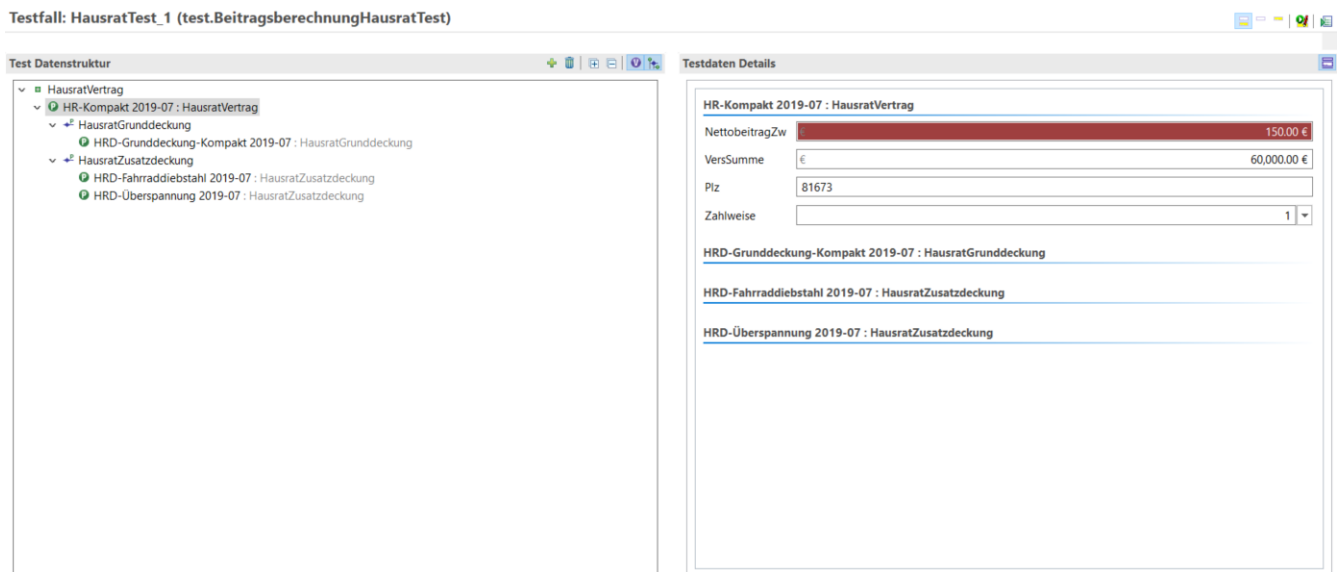 Testfall: HausratTest_1 (test.BeitragsberechnungHausratTest)
Test Datenstruktur
HausratVertrag
HR-Kompakt 2019-07 : HausratVertrag
HausratGrunddeckung
HRD-Grunddeckung-Kompakt 2019-07 : HausratGrunddeckung
HausratZusatzdeckung
HRD-Fahrraddiebstahl 2019-07 : HausratZusatzdeckung
HRD-Überspannung 2019-07 : HausratZusatzdeckung
Testdaten Details
HR-Kompakt 2019-07 : HausratVertrag
NettobeitragZw € 150.00 €
VersSumme € 60,000.00 €
Plz 81673
Zahlweise 1
HRD-Grunddeckung-Kompakt 2019-07 : HausratGrunddeckung
HRD-Fahrraddiebstahl 2019-07 : HausratZusatzdeckung
HRD-Überspannung 2019-07 : HausratZusatzdeckung